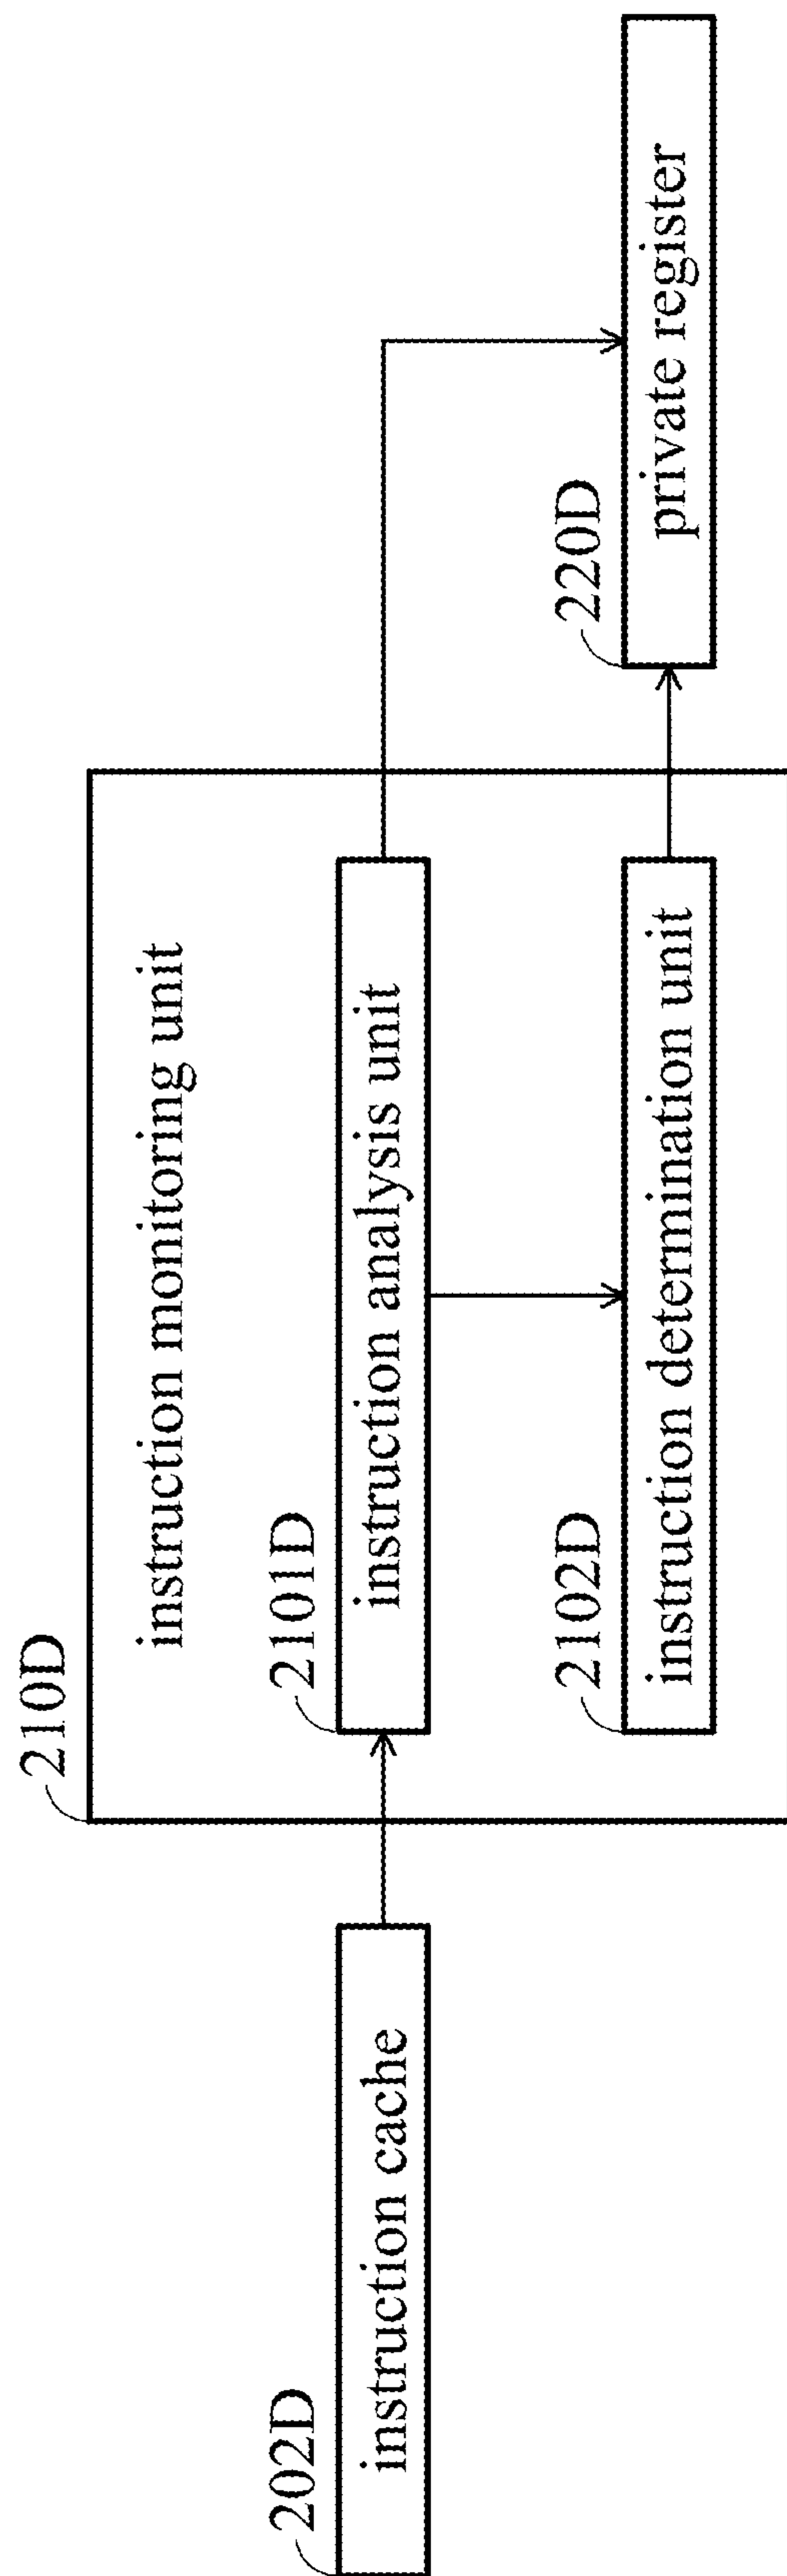 210D
instruction monitoring unit
202D
instruction cache
2101D
instruction analysis unit
2102D
instruction determination unit
220D
private register